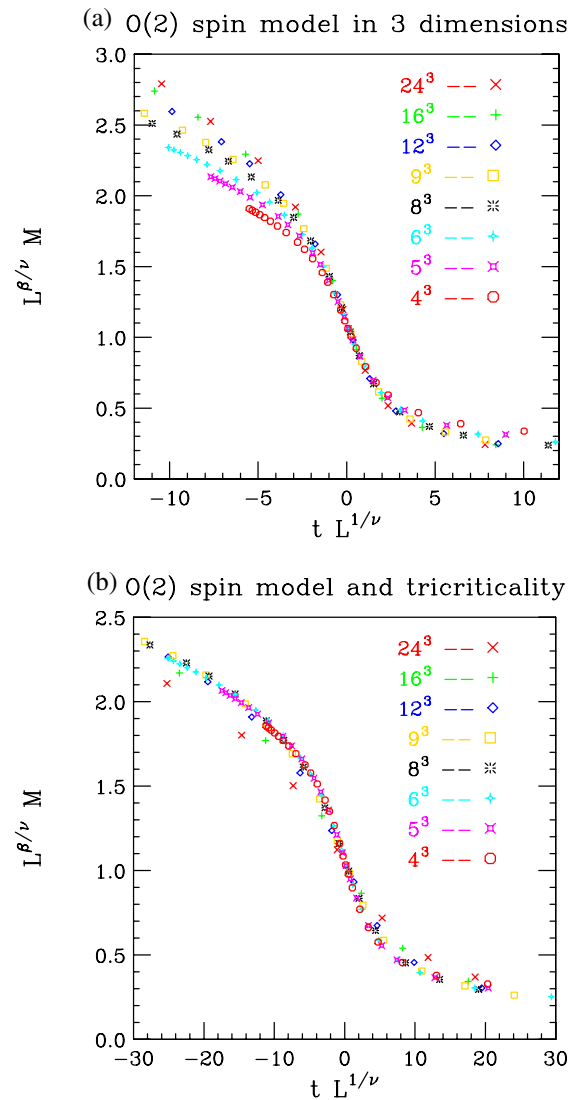 (a) O(2) spin model in 3 dimensions
3.0
2.5
2.0
1.5
1.0
0.5
0.0
L^{β/ν} M
24³ —— ×
16³ —— +
12³ —— ◇
9³ —— □
8³ ——
6³ ——
5³ ——
4³ —— ○
-10 -5 0 5 10
t L^{1/ν}
(b) O(2) spin model and tricriticality
2.5
2.0
1.5
1.0
0.5
0.0
L^{β/ν} M
24³ —— ×
16³ —— +
12³ —— ◇
9³ —— □
8³ ——
6³ ——
5³ ——
4³ —— ○
-30 -20 -10 0 10 20 30
t L^{1/ν}